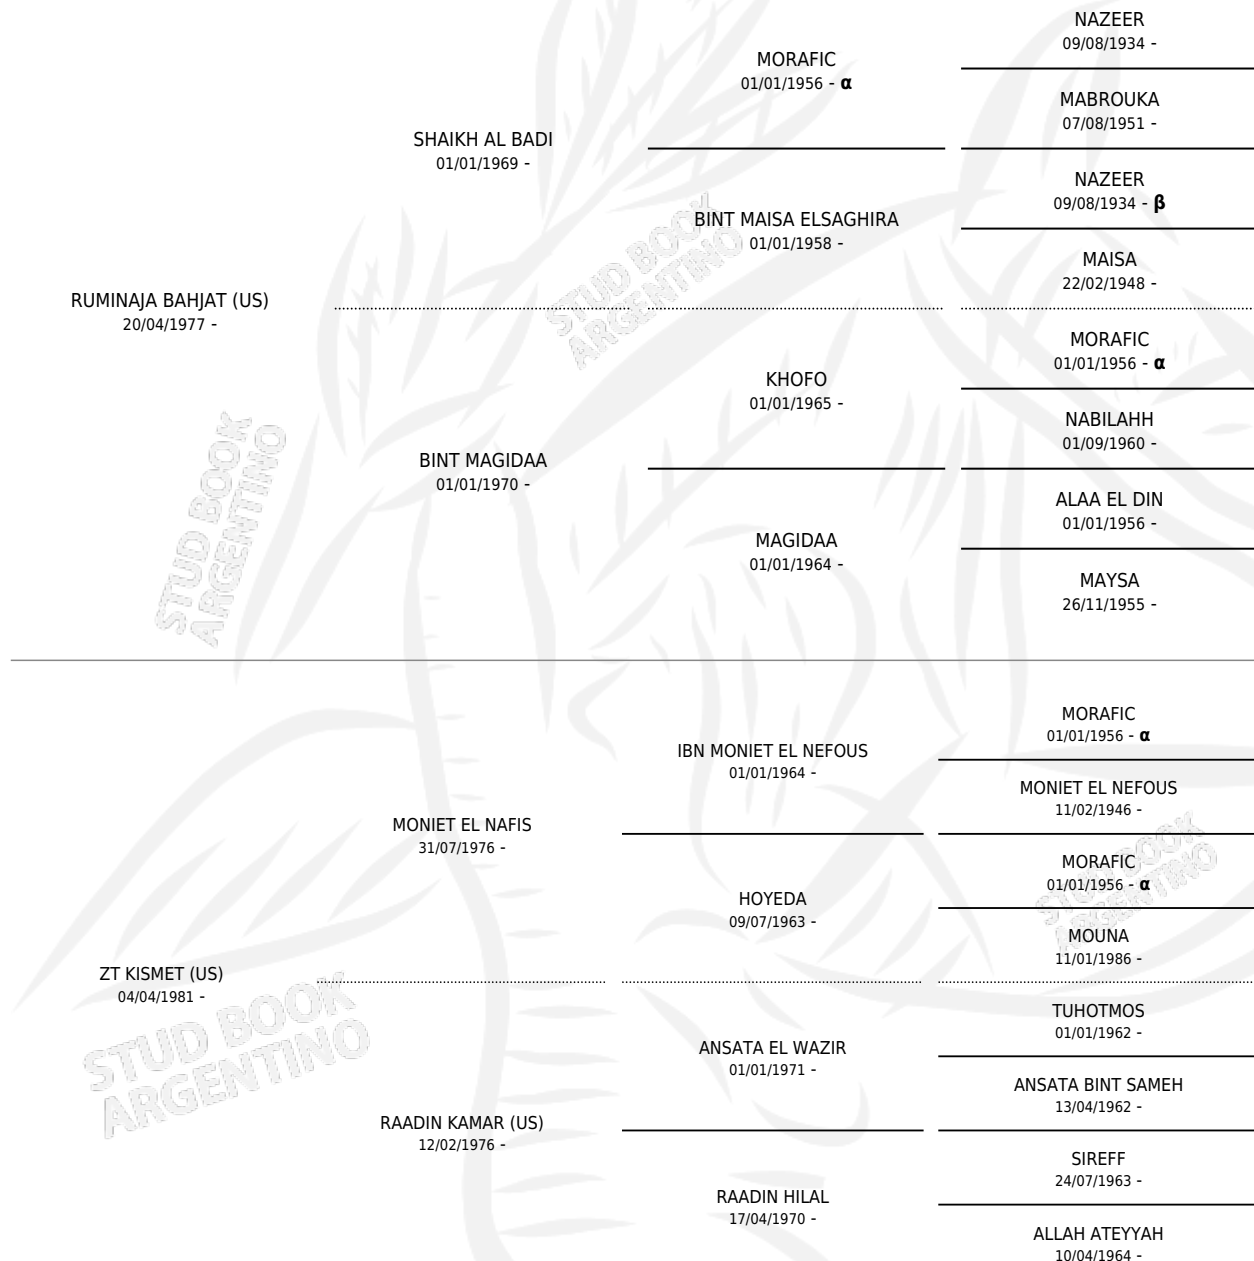 NAZEER
09/08/1934 -
MORAFIC
01/01/1956 - α
MABROUKA
07/08/1951 -
SHAIKH AL BADI
01/01/1969 -
NAZEER
09/08/1934 - β
BINT MAISA ELSAGHIRA
01/01/1958 -
MAISA
22/02/1948 -
RUMINAJA BAHJAT (US)
20/04/1977 -
STUD BOOK
ARGENTINO
MORAFIC
01/01/1956 - α
KHOFO
01/01/1965 -
NABILAHH
01/09/1960 -
BINT MAGIDAA
01/01/1970 -
ALAA EL DIN
01/01/1956 -
MAGIDAA
01/01/1964 -
MAYSA
26/11/1955 -
STUD BOOK
ARGENTINO
MORAFIC
01/01/1956 - α
IBN MONIET EL NEFOUS
01/01/1964 -
MONIET EL NEFOUS
11/02/1946 -
MONIET EL NAFIS
31/07/1976 -
MORAFIC
01/01/1956 - α
HOYEDA
09/07/1963 -
MOUNA
11/01/1986 -
STUD BOOK
ARGENTINO
ZT KISMET (US)
04/04/1981 -
TUHOTMOS
01/01/1962 -
ANSATA EL WAZIR
01/01/1971 -
ANSATA BINT SAMEH
13/04/1962 -
STUD BOOK
ARGENTINO
RAADIN KAMAR (US)
12/02/1976 -
SIREFF
24/07/1963 -
RAADIN HILAL
17/04/1970 -
ALLAH ATEYYAH
10/04/1964 -